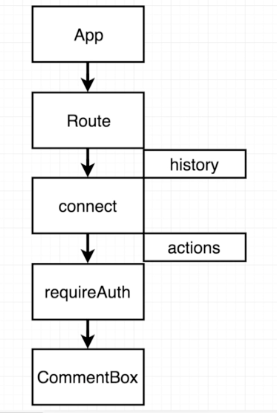 App
Route
history
connect
actions
requireAuth
CommentBox